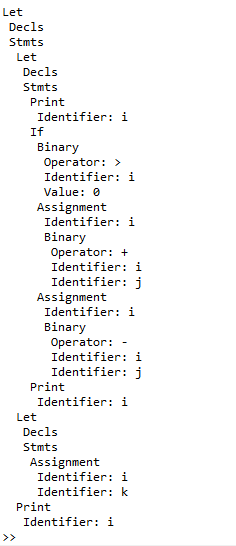 Let
 Decls
 Stmts
  Let
   Decls
   Stmts
    Print
     Identifier: i
    If
     Binary
      Operator: >
      Identifier: i
      Value: 0
     Assignment
      Identifier: i
      Binary
       Operator: +
       Identifier: i
       Identifier: j
     Assignment
      Identifier: i
      Binary
       Operator: -
       Identifier: i
       Identifier: j
    Print
     Identifier: i
  Let
   Decls
   Stmts
    Assignment
     Identifier: i
     Identifier: k
  Print
   Identifier: i
>>